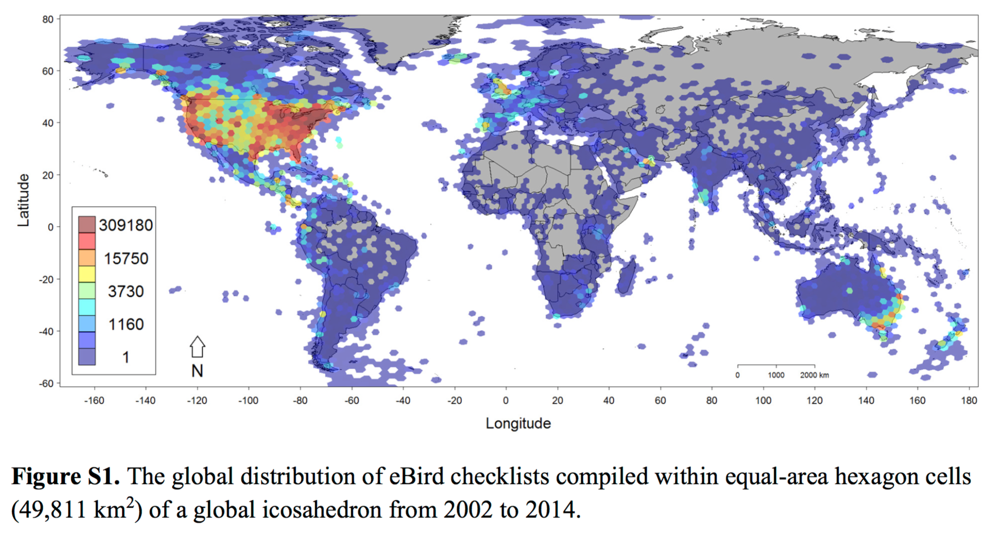 80
60
40
20
0
-20
-40
-60
Latitude
309180
15750
3730
1160
1
N
0 1000 2000 km
-160 -140 -120 -100 -80 -60 -40 -20 0 20 40 60 80 100 120 140 160 180
Longitude
Figure S1. The global distribution of eBird checklists compiled within equal-area hexagon cells
(49,811 km²) of a global icosahedron from 2002 to 2014.